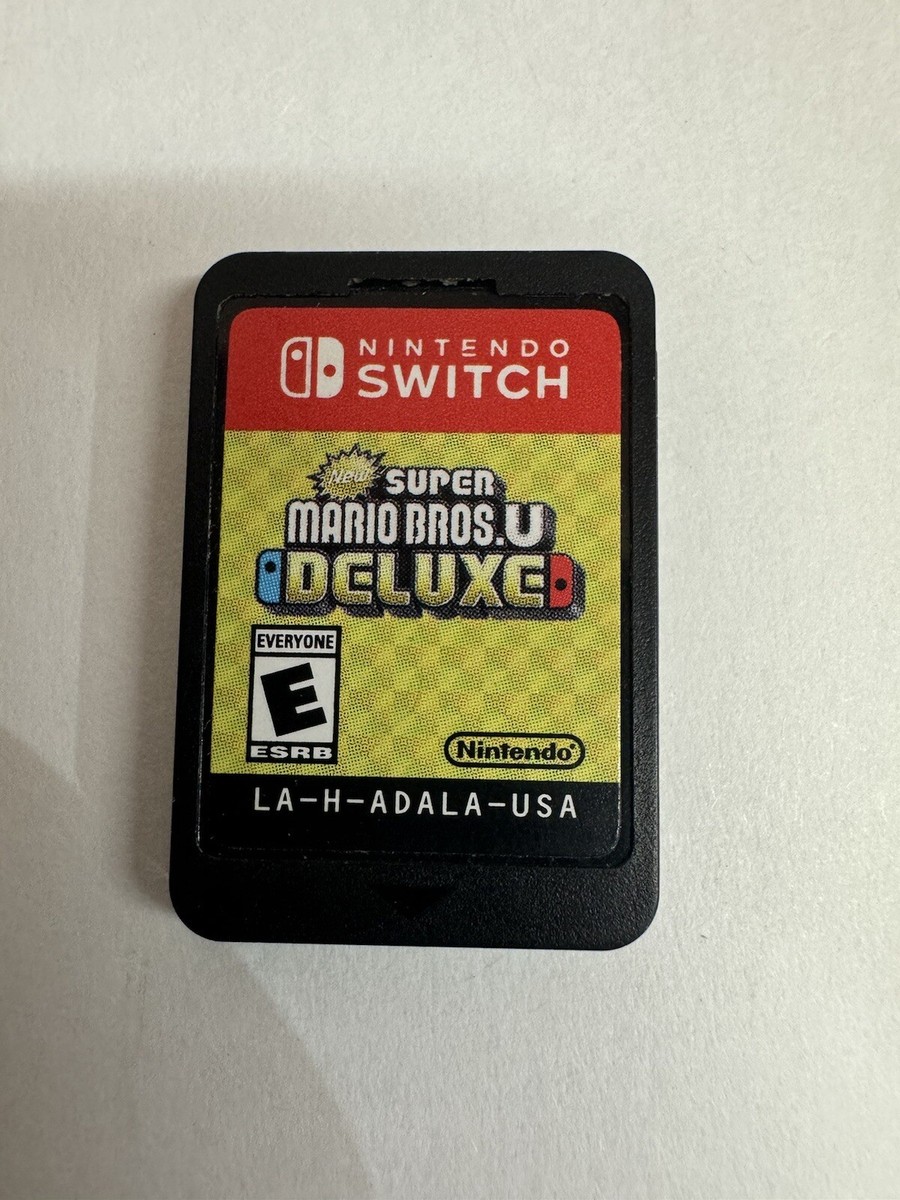 NINTENDO
SWITCH
New SUPER
MARIO BROS.U
DELUXE
EVERYONE
E
ESRB
Nintendo®
LA-H-ADALA-USA